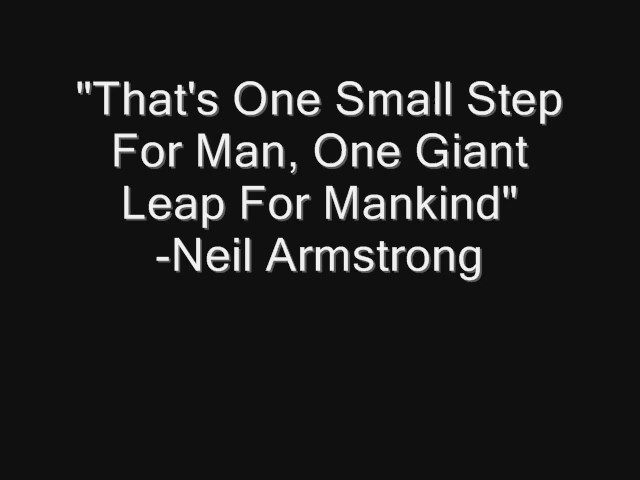 "That's One Small Step
For Man, One Giant
Leap For Mankind"
-Neil Armstrong